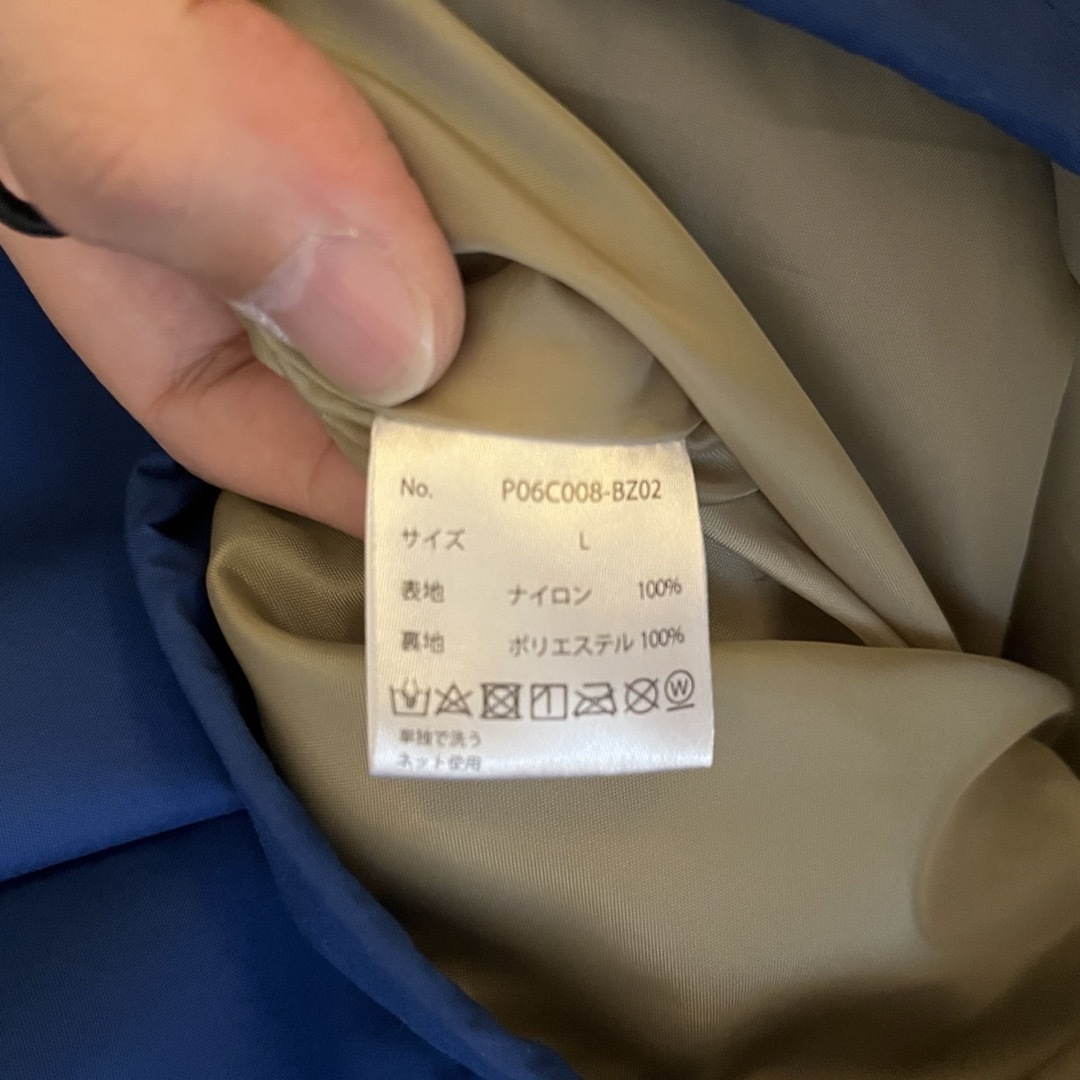 No. P06C008-BZ02
サイズ L
表地 ナイロン 100%
裏地 ポリエステル 100%
W
単独で洗う
ネット使用